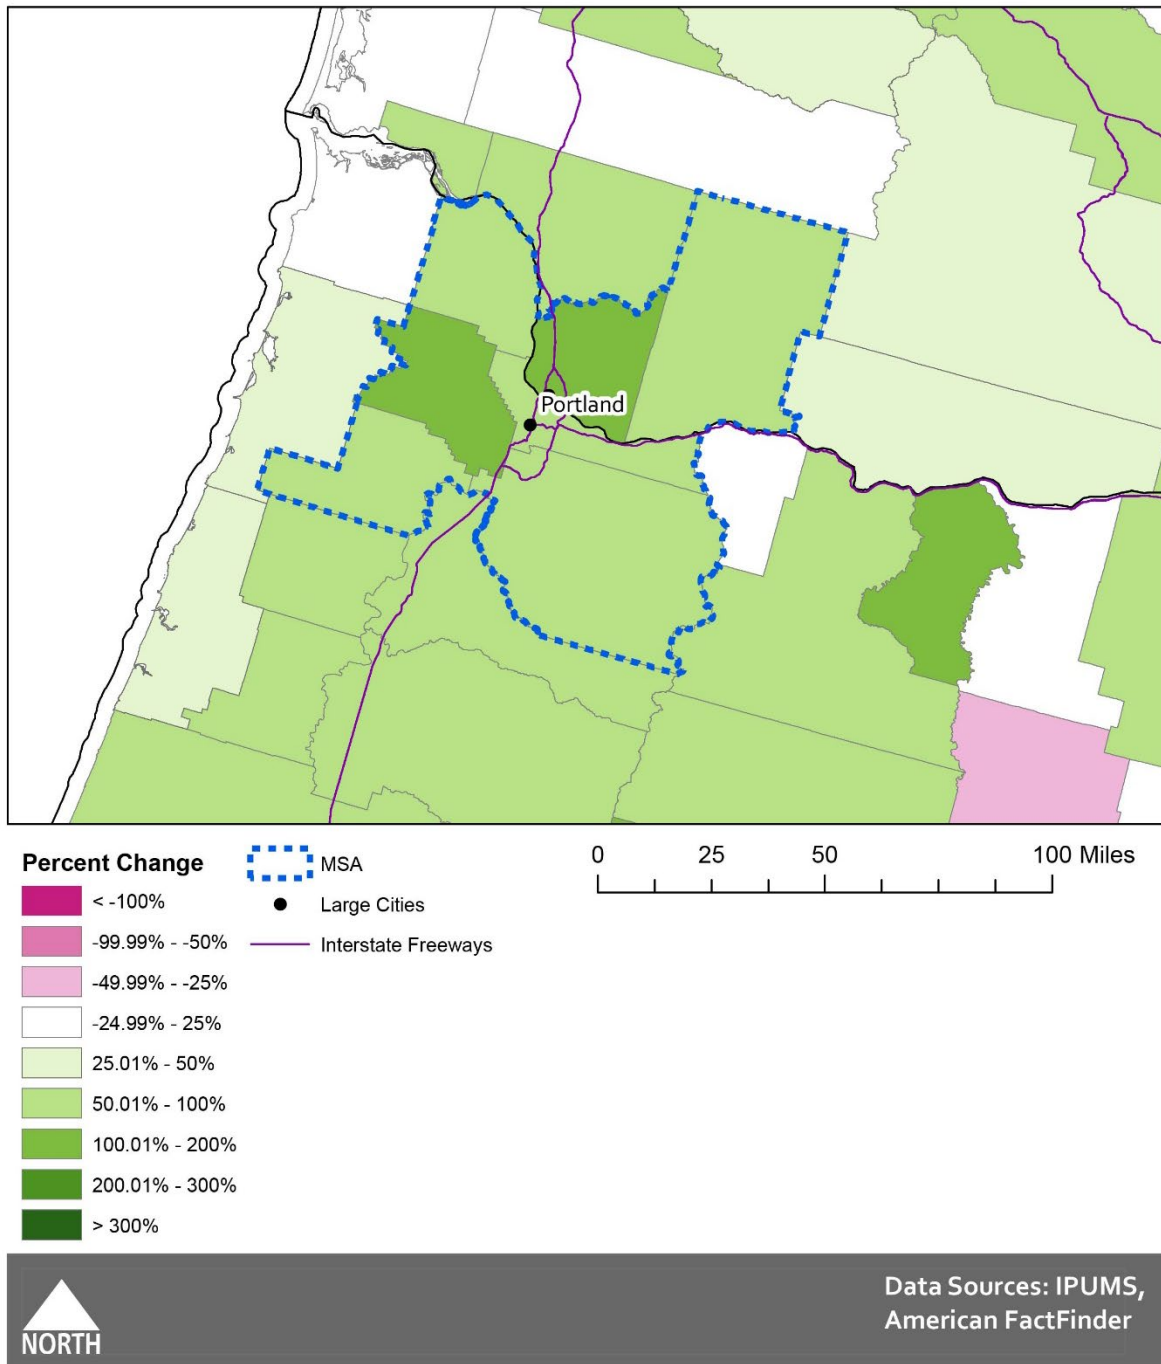 Portland
Percent Change
< -100%
-99.99% - -50%
-49.99% - -25%
-24.99% - 25%
25.01% - 50%
50.01% - 100%
100.01% - 200%
200.01% - 300%
> 300%
MSA
Large Cities
Interstate Freeways
0 25 50 100 Miles
NORTH
Data Sources: IPUMS,
American FactFinder